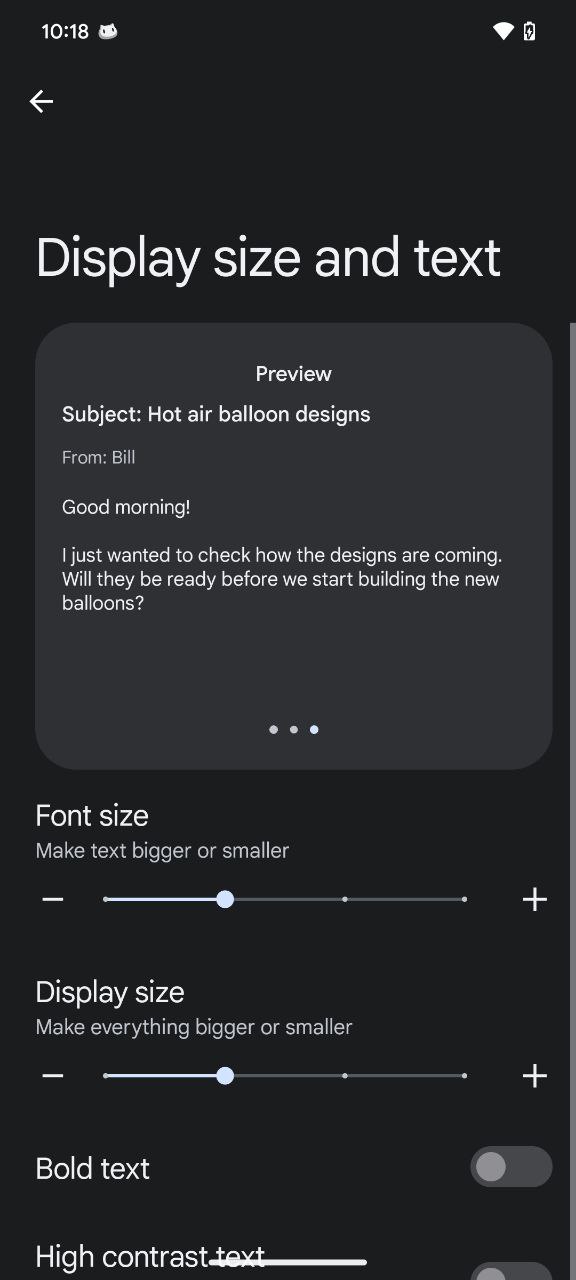 10:18
Display size and text
Preview
Subject: Hot air balloon designs
From: Bill
Good morning!
I just wanted to check how the designs are coming.
Will they be ready before we start building the new
balloons?
Font size
Make text bigger or smaller
Display size
Make everything bigger or smaller
Bold text
High contrast text